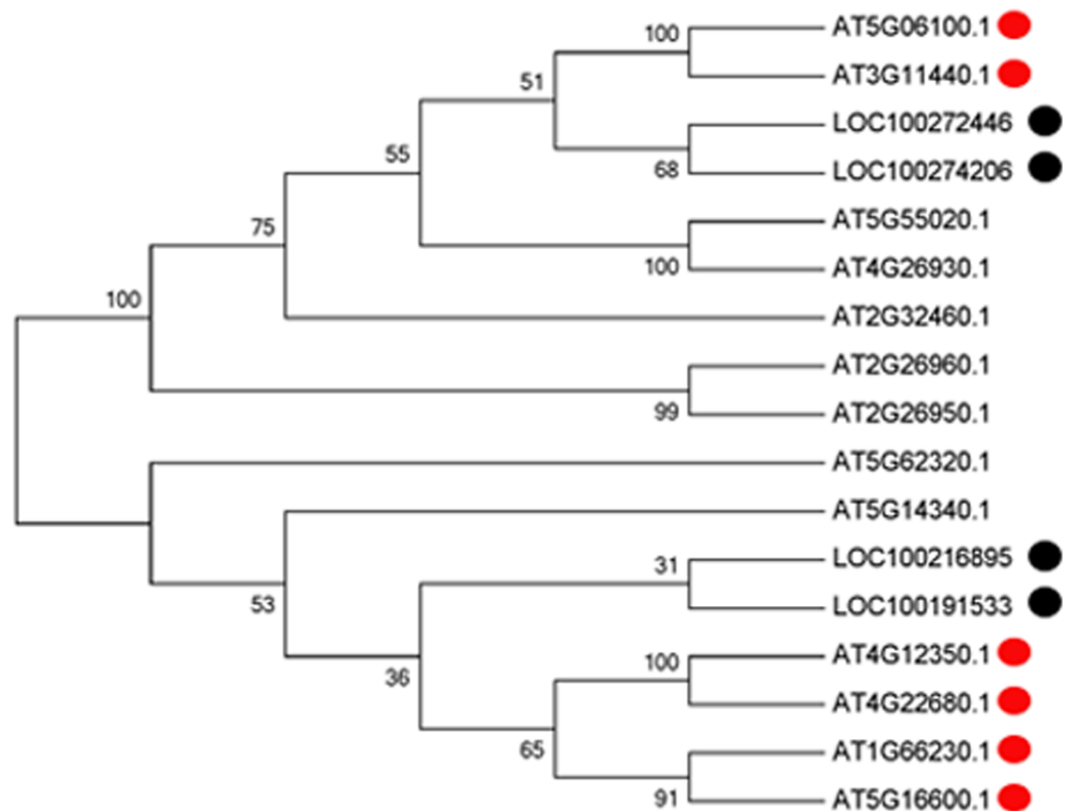 100
AT5G06100.1
AT3G11440.1
51
LOC100272446
68
LOC100274206
55
AT5G55020.1
100
AT4G26930.1
75
AT2G32460.1
100
AT2G26960.1
99
AT2G26950.1
AT5G62320.1
AT5G14340.1
53
31
LOC100216895
LOC100191533
36
100
AT4G12350.1
AT4G22680.1
65
AT1G66230.1
91
AT5G16600.1